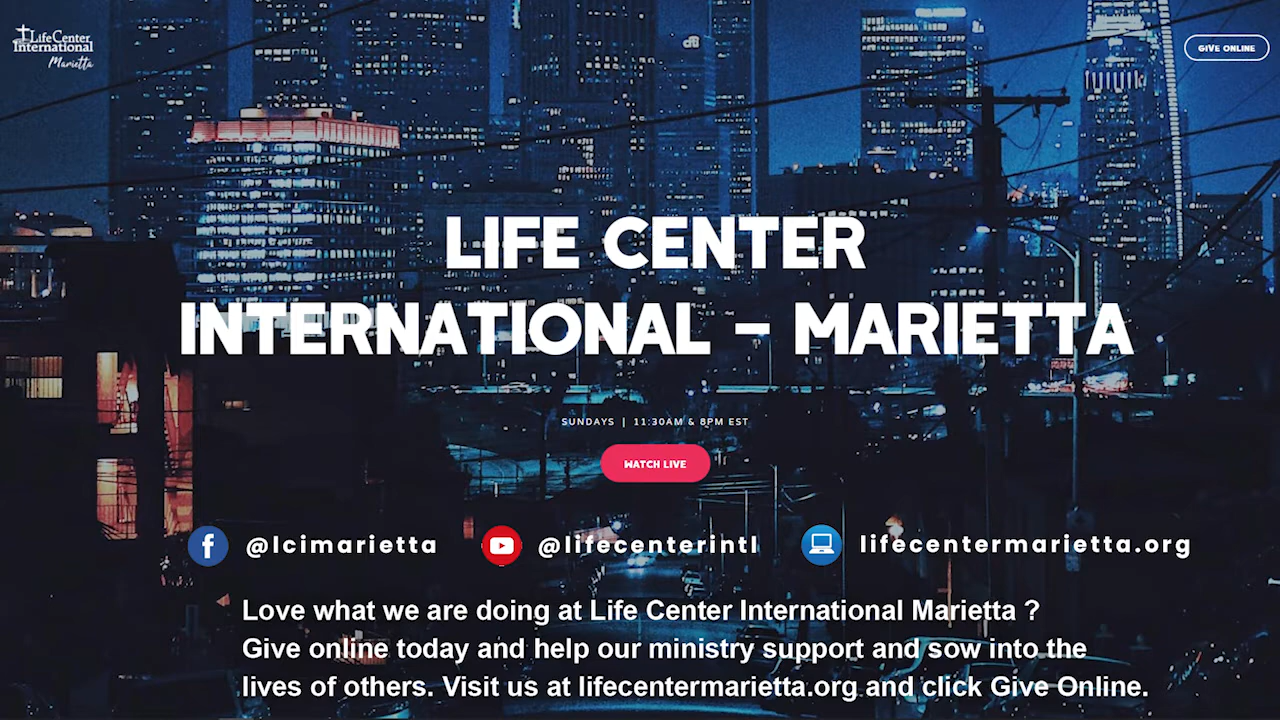 LifeCenter
International
Marietta
GIVE ONLINE
citi
LIFE CENTER
INTERNATIONAL – MARIETTA
SUNDAYS | 11:30AM & 8PM EST
WATCH LIVE
@lcimarietta
@lifecenterintl
lifecentermarietta.org
Love what we are doing at Life Center International Marietta ?
Give online today and help our ministry support and sow into the
lives of others. Visit us at lifecentermarietta.org and click Give Online.